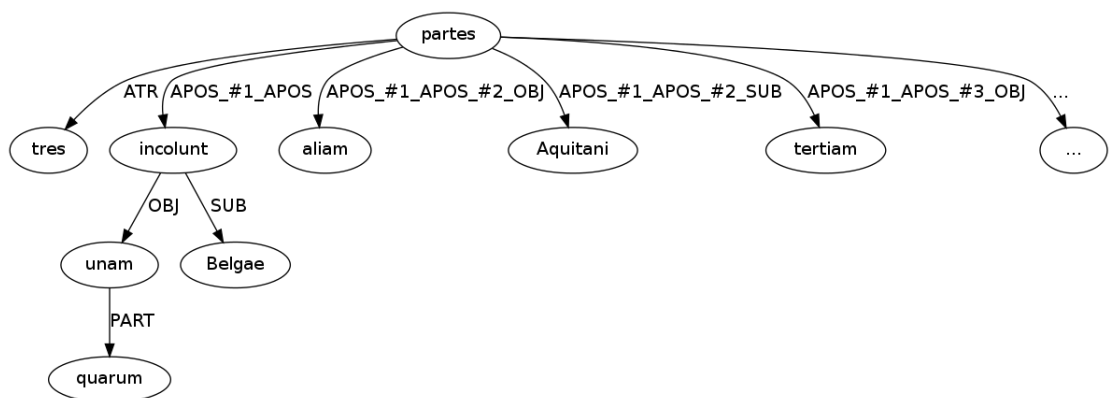 partes
ATR
APOS_#1_APOS
APOS_#1_APOS_#2_OBJ
APOS_#1_APOS_#2_SUB
APOS_#1_APOS_#3_OBJ
...
tres
incolunt
aliam
Aquitani
tertiam
...
OBJ
SUB
unam
Belgae
PART
quarum